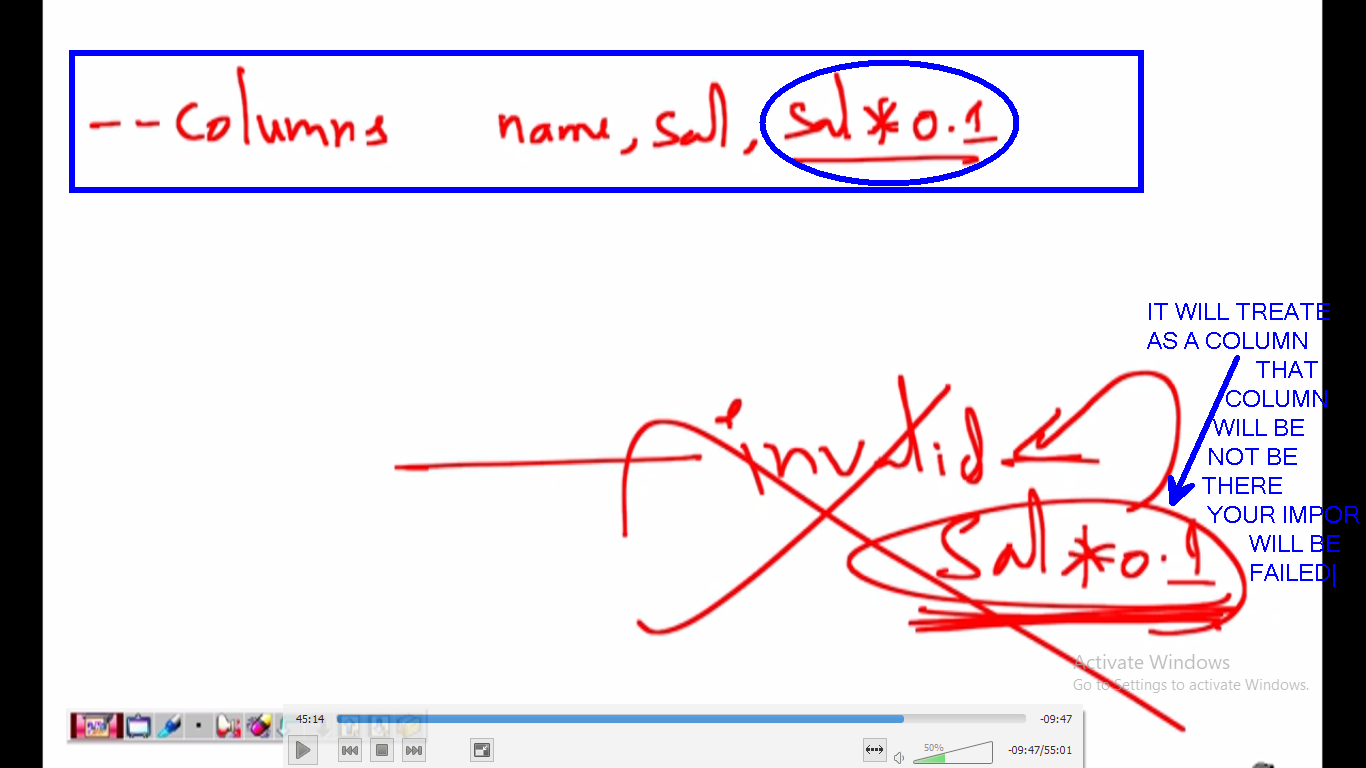 --Columns name, sal, sal * 0.1
IT WILL TREATE
AS A COLUMN
THAT
COLUMN
WILL BE
NOT BE
THERE
YOUR IMPOR
WILL BE
FAILED
invalid
sal * 0.1
Activate Windows
Go to Settings to activate Windows.
45:14
-09:47
50%
-09:47/55:01